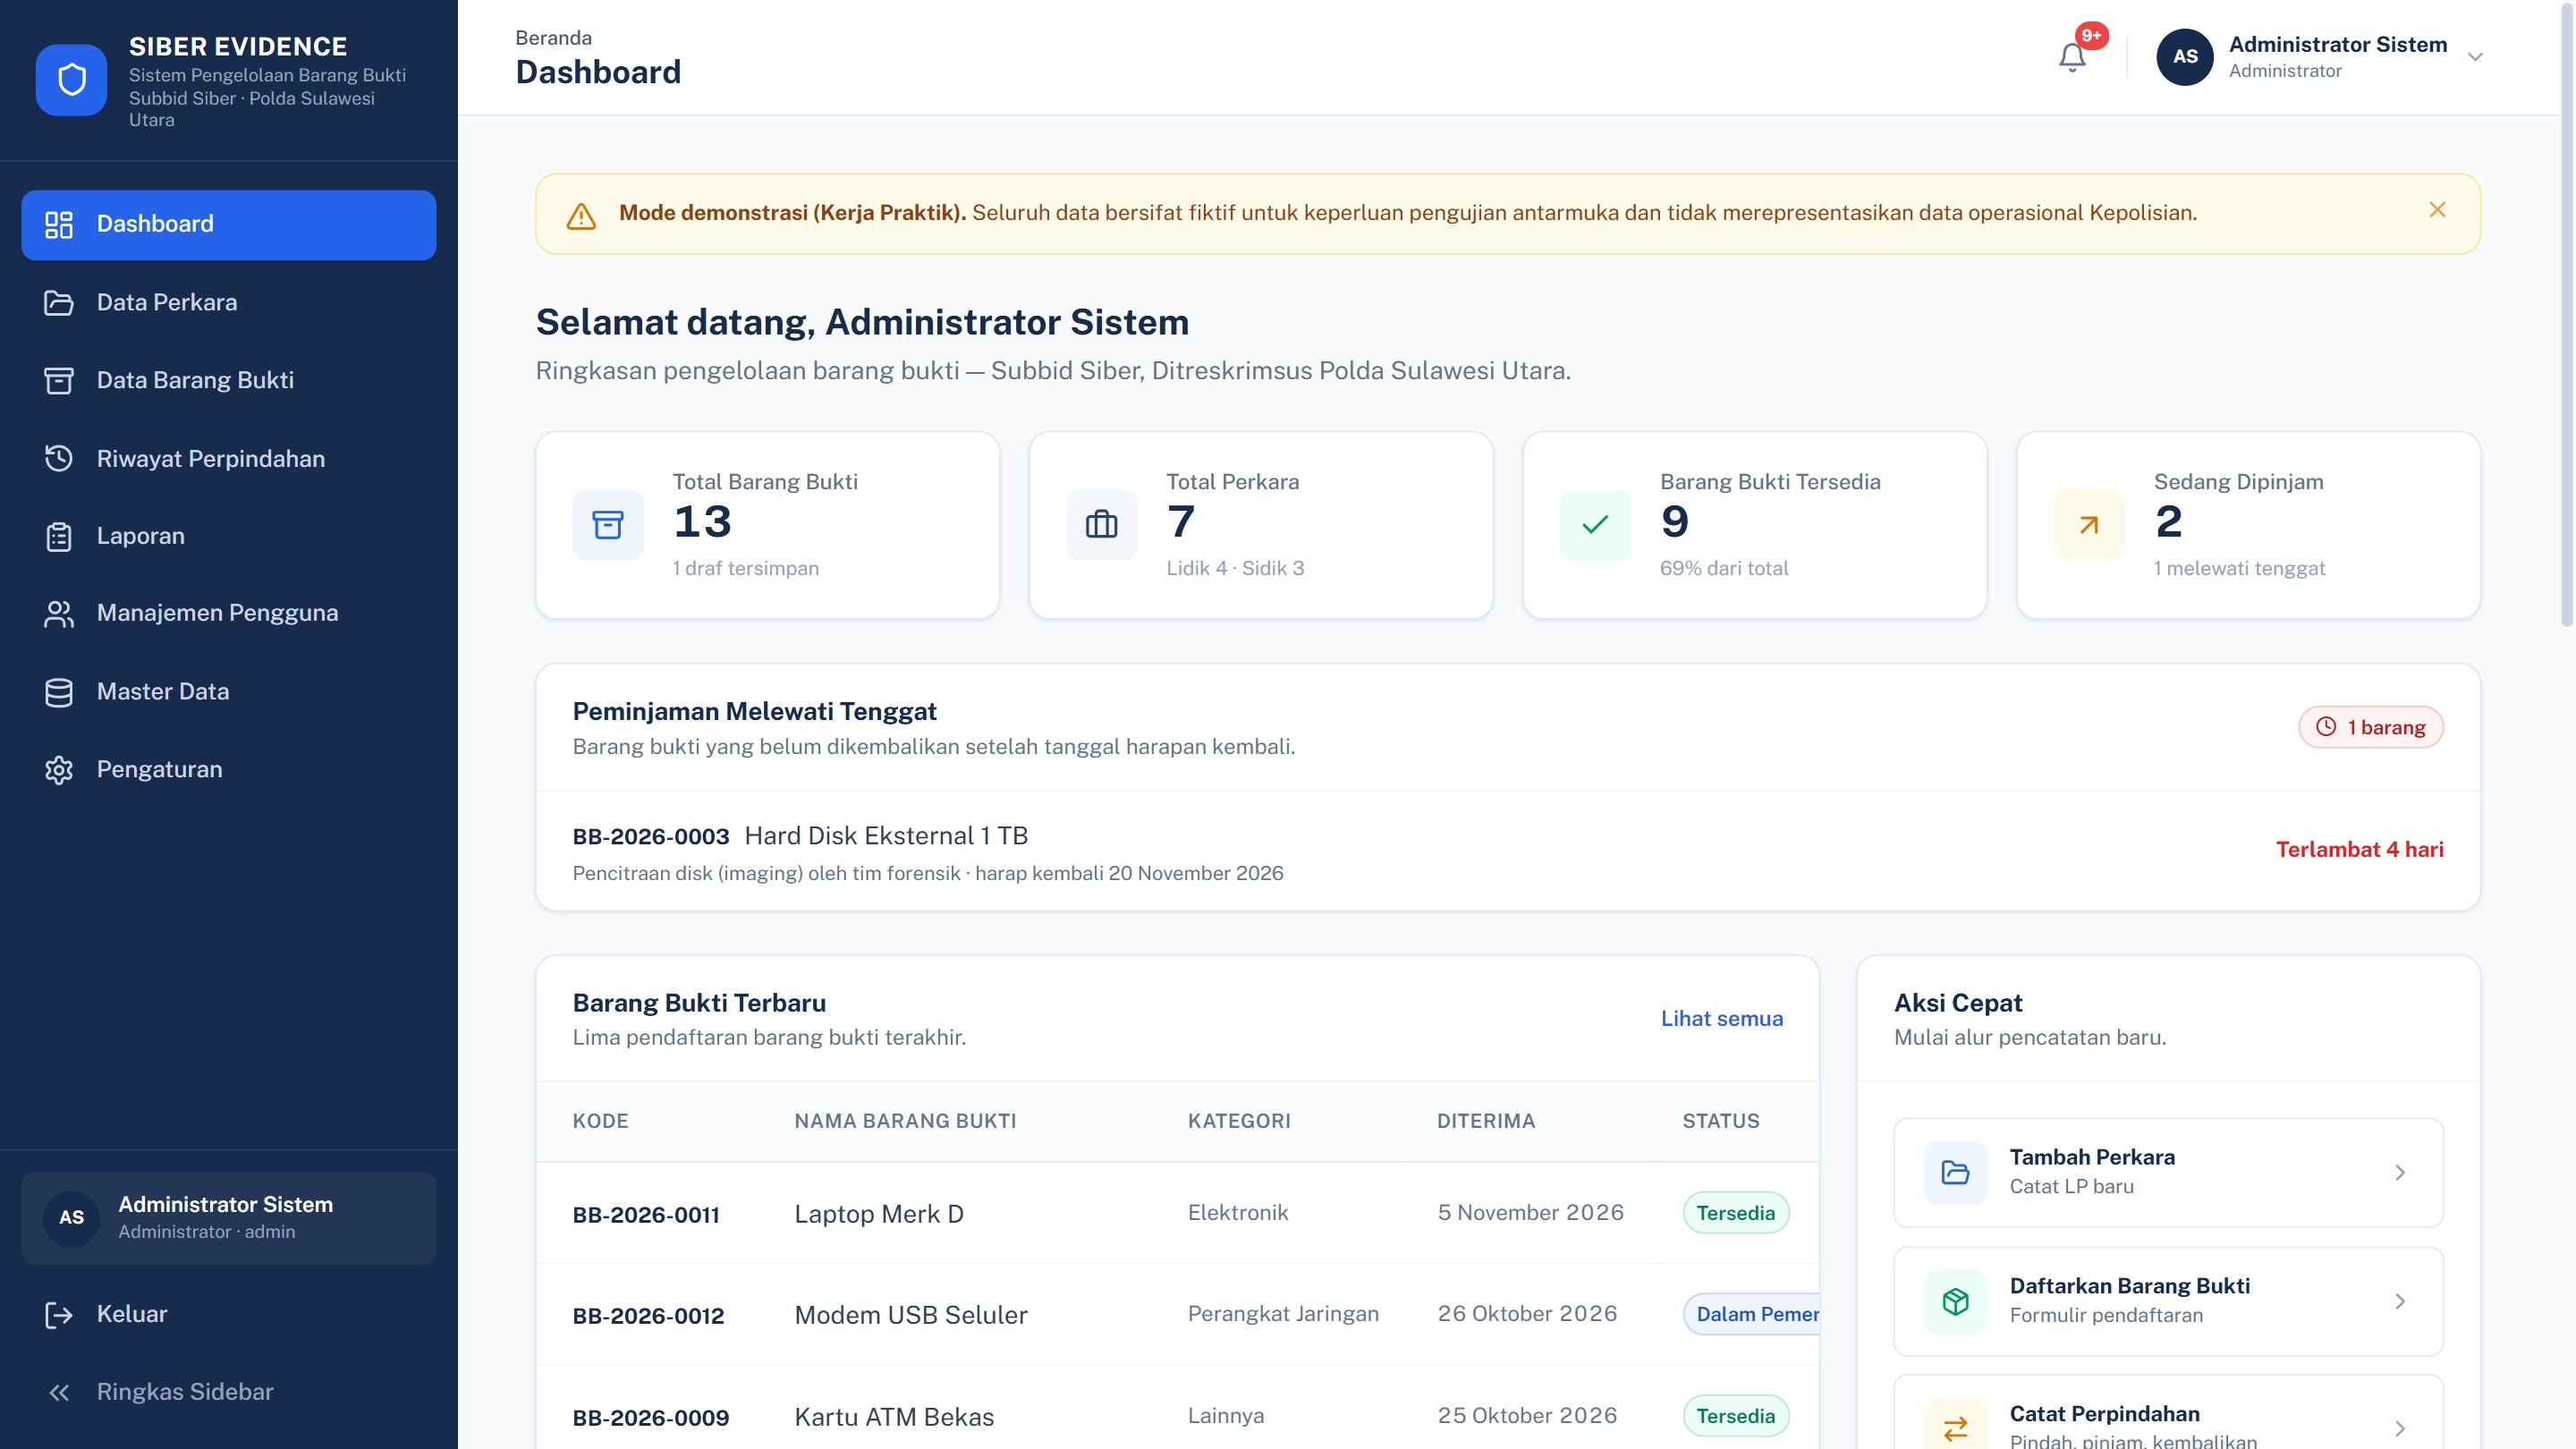 SIBER EVIDENCE
Sistem Pengelolaan Barang Bukti
Subbid Siber · Polda Sulawesi
Utara
Dashboard
Data Perkara
Data Barang Bukti
Riwayat Perpindahan
Laporan
Manajemen Pengguna
Master Data
Pengaturan
AS
Administrator Sistem
Administrator · admin
Keluar
Ringkas Sidebar
Beranda
Dashboard
9+
AS
Administrator Sistem
Administrator
Mode demonstrasi (Kerja Praktik). Seluruh data bersifat fiktif untuk keperluan pengujian antarmuka dan tidak merepresentasikan data operasional Kepolisian.
Selamat datang, Administrator Sistem
Ringkasan pengelolaan barang bukti — Subbid Siber, Ditreskrimsus Polda Sulawesi Utara.
Total Barang Bukti
13
1 draf tersimpan
Total Perkara
7
Lidik 4 · Sidik 3
Barang Bukti Tersedia
9
69% dari total
Sedang Dipinjam
2
1 melewati tenggat
Peminjaman Melewati Tenggat
Barang bukti yang belum dikembalikan setelah tanggal harapan kembali.
1 barang
BB-2026-0003 Hard Disk Eksternal 1 TB
Pencitraan disk (imaging) oleh tim forensik · harap kembali 20 November 2026
Terlambat 4 hari
Barang Bukti Terbaru
Lima pendaftaran barang bukti terakhir.
Lihat semua
KODE NAMA BARANG BUKTI KATEGORI DITERIMA STATUS
BB-2026-0011 Laptop Merk D Elektronik 5 November 2026 Tersedia
BB-2026-0012 Modem USB Seluler Perangkat Jaringan 26 Oktober 2026 Dalam Pemer
BB-2026-0009 Kartu ATM Bekas Lainnya 25 Oktober 2026 Tersedia
Aksi Cepat
Mulai alur pencatatan baru.
Tambah Perkara
Catat LP baru
Daftarkan Barang Bukti
Formulir pendaftaran
Catat Perpindahan
Pindah, pinjam, kembalikan